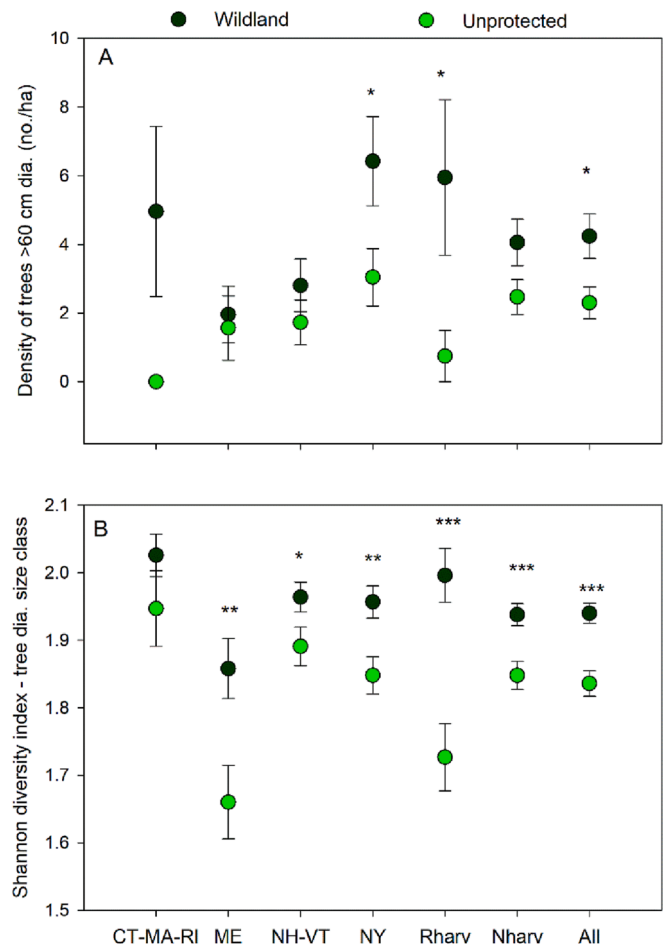 Wildland Unprotected
A
Density of trees >60 cm dia. (no./ha)
10
8
6
4
2
0
* * *
B
Shannon diversity index - tree dia. size class
2.1
2.0
1.9
1.8
1.7
1.6
1.5
** * ** *** *** ***
CT-MA-RI ME NH-VT NY Rharv Nharv All